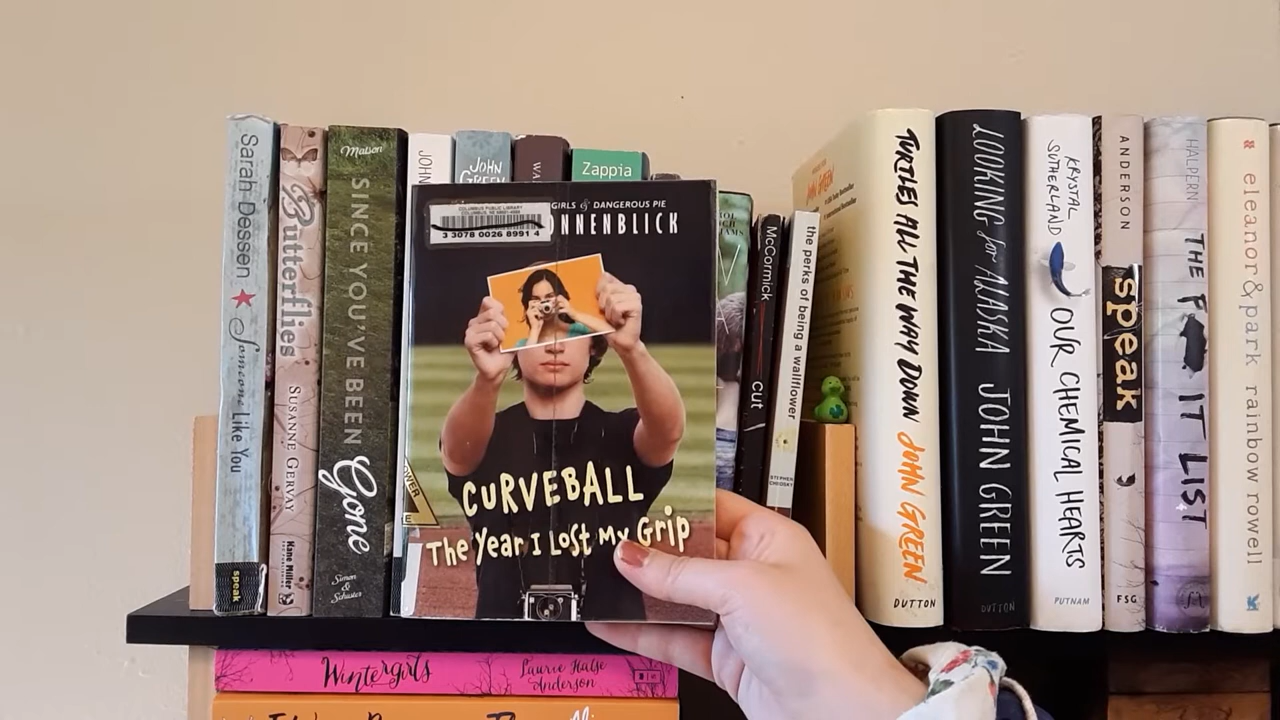 Sarah Dessen
Someone Like You
speak
Butterflies
SUSANNE GERVAY
Kane Miller
Matson
SINCE YOU'VE BEEN
Gone
Simon
&
Schuster
JOHN
JOHN
GREEN
WA
Zappia
COLUMBUS PUBLIC LIBRARY
3 3078 0026 8991 4
GIRLS & DANGEROUS PIE
ONNENBLICK
CURVEBALL
The Year I Lost My Grip
McCormick
cut
the perks of being a wallflower
STEPHEN
CHBOSKY
TURTLES ALL THE WAY DOWN JOHN GREEN
DUTTON
LOOKING for ALASKA JOHN GREEN
DUTTON
KRYSTAL
SUTHERLAND
OUR CHEMICAL HEARTS
PUTNAM
ANDERSON
speak
FSG
HALPERN
THE F IT LIST
eleanor & park rainbow rowell
Wintergirls
Laurie Halse
Anderson